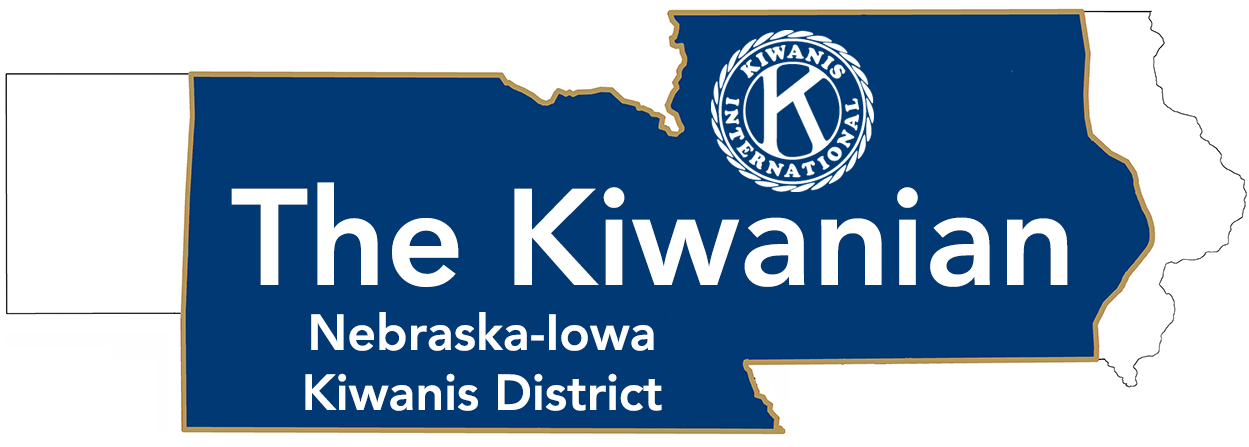 KIWANIS
INTERNATIONAL
K
The Kiwanian
Nebraska-Iowa
Kiwanis District